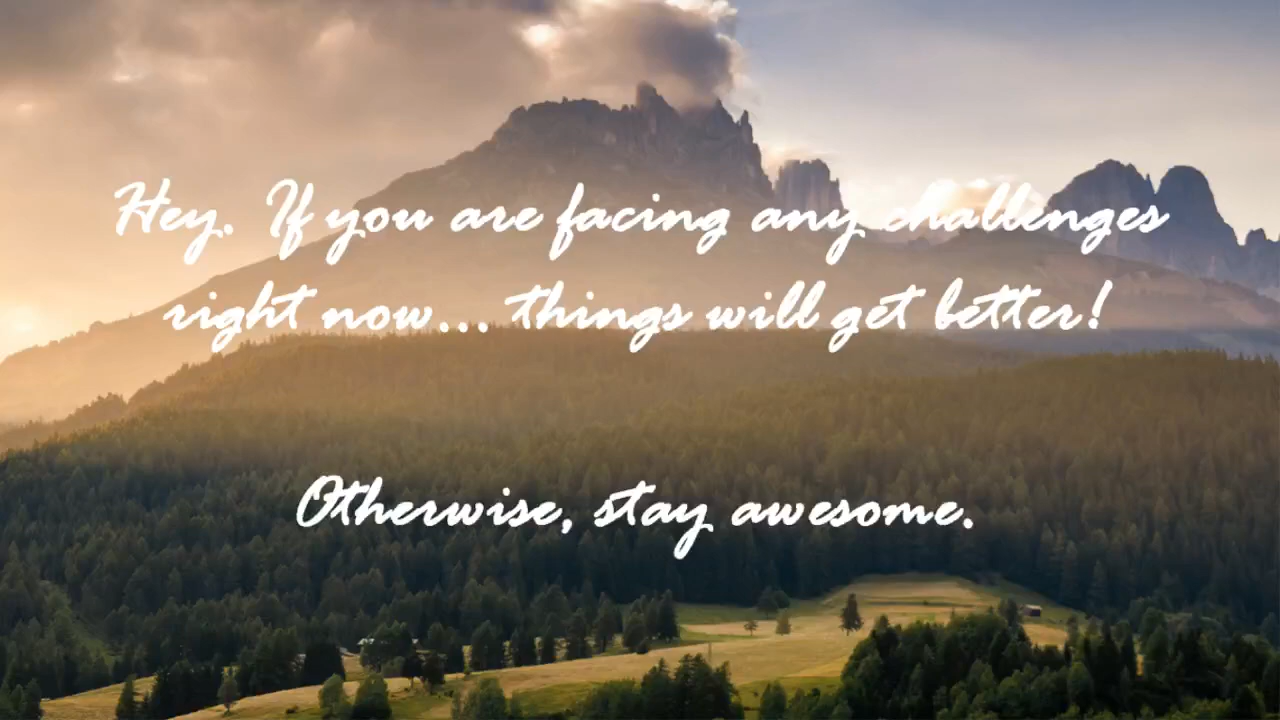 Hey. If you are facing any challenges
right now... things will get better!
Otherwise, stay awesome.